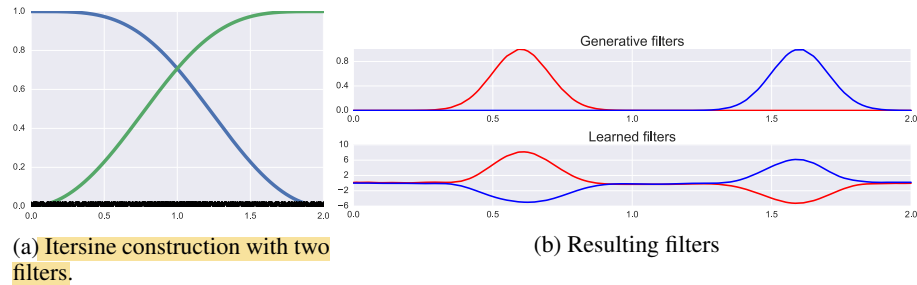 1.0
0.8
0.6
0.4
0.2
0.0
0.0 0.5 1.0 1.5 2.0
(a) Itersine construction with two
filters.
Generative filters
0.8
0.4
0.0
0.0 0.5 1.0 1.5 2.0
Learned filters
10
6
2
−2
−6
0.0 0.5 1.0 1.5 2.0
(b) Resulting filters